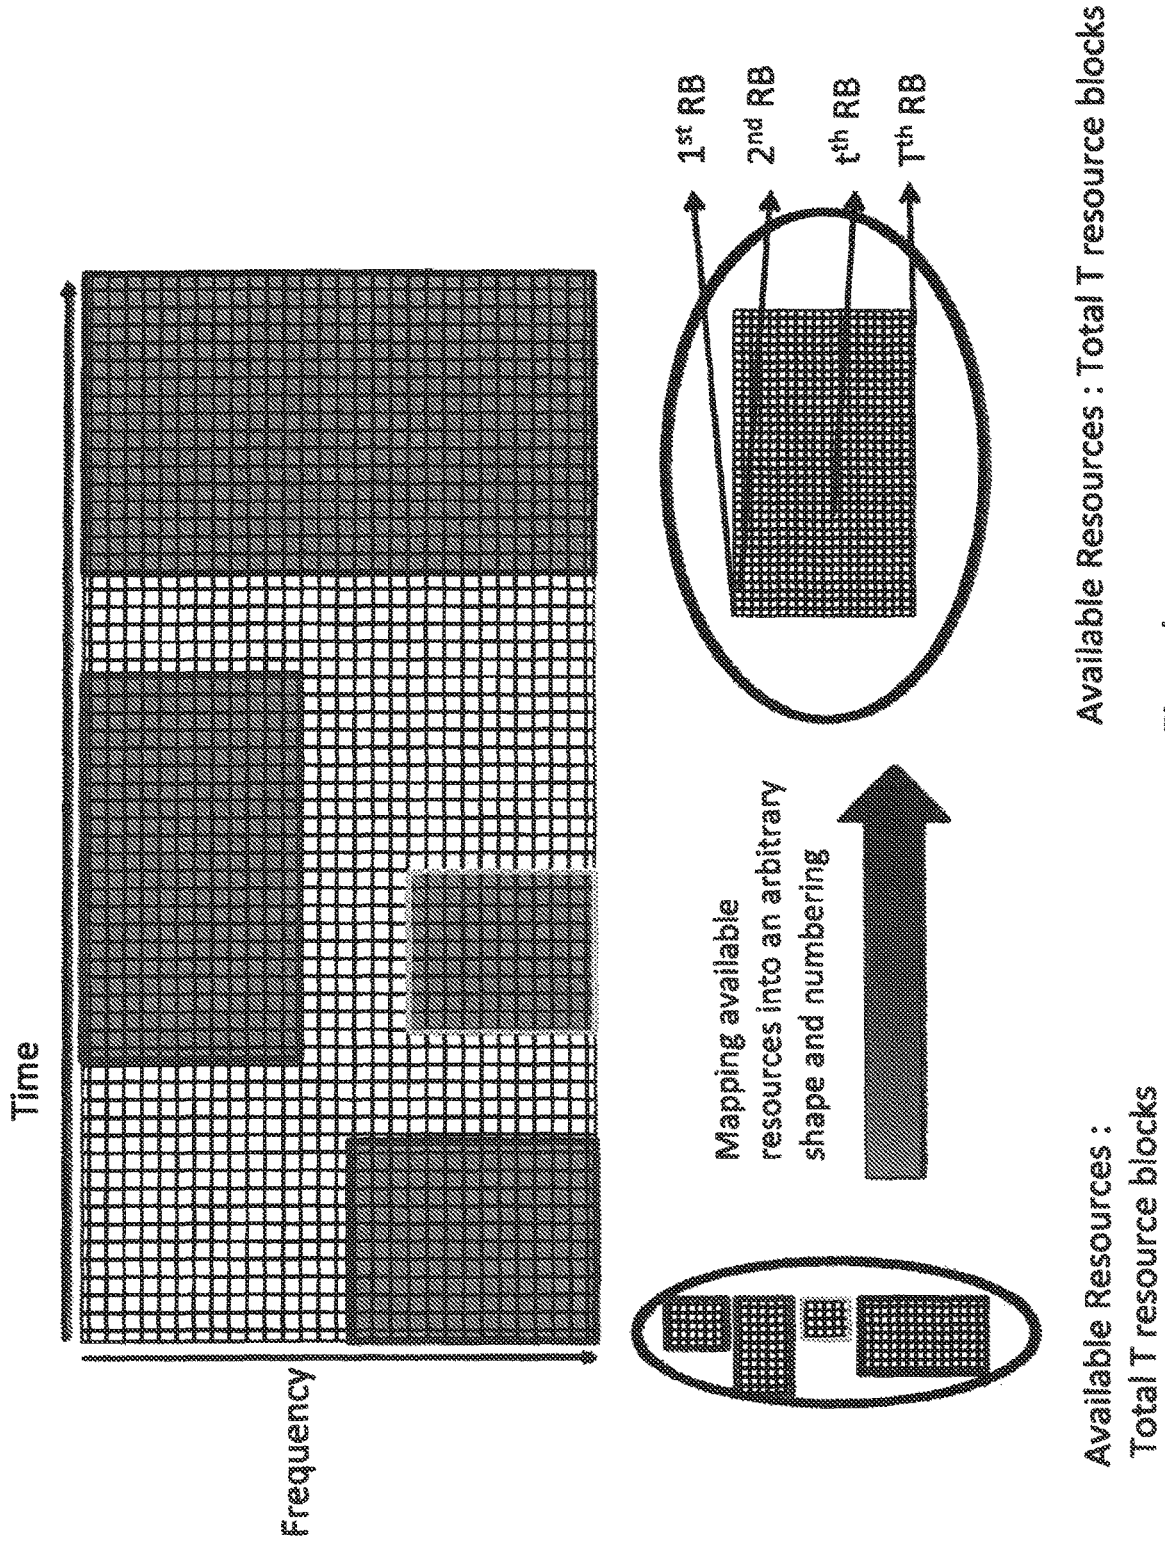 Time
Frequency
Mapping available
resources into an arbitrary
shape and numbering
1st RB
2nd RB
tth RB
Tth RB
Available Resources :
Total T resource blocks
Available Resources : Total T resource blocks